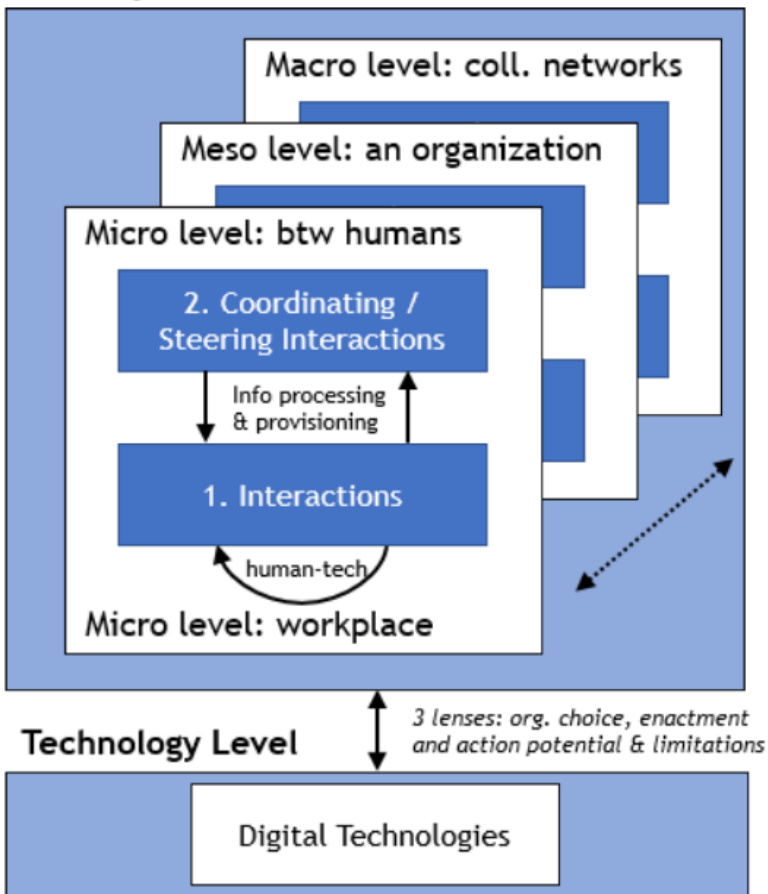 Macro level: coll. networks
Meso level: an organization
Micro level: btw humans
2. Coordinating /
Steering Interactions
Info processing
& provisioning
1. Interactions
human-tech
Micro level: workplace
3 lenses: org. choice, enactment
and action potential & limitations
Technology Level
Digital Technologies